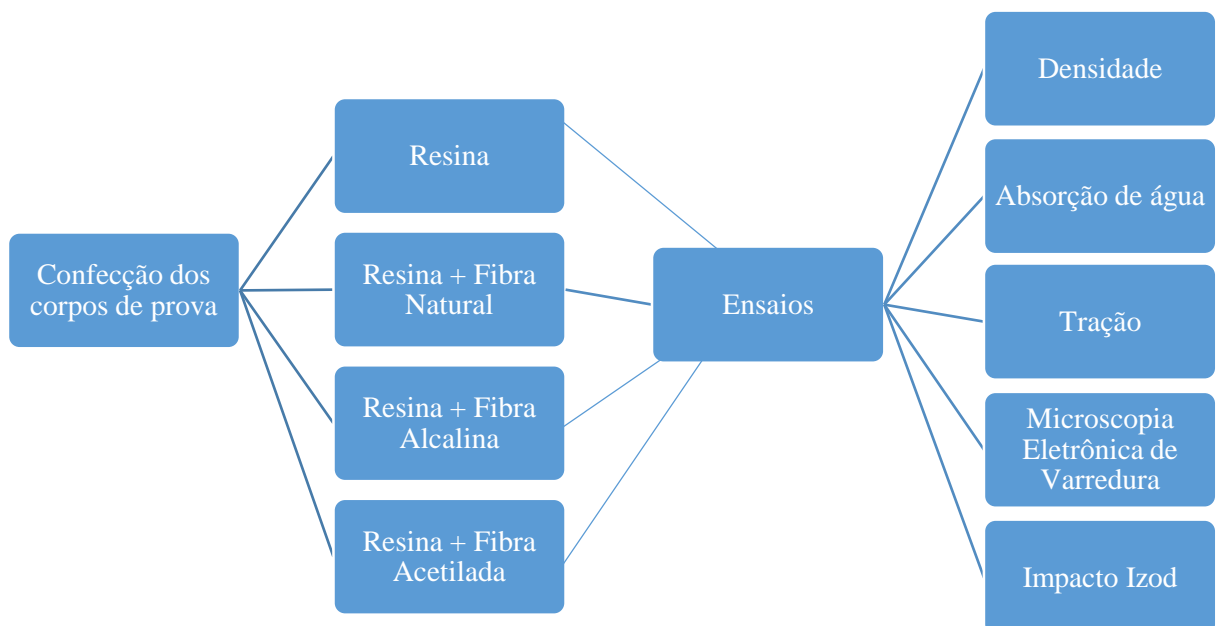 Confecção dos
corpos de prova
Resina
Resina + Fibra
Natural
Resina + Fibra
Alcalina
Resina + Fibra
Acetilada
Ensaios
Densidade
Absorção de água
Tração
Microscopia
Eletrônica de
Varredura
Impacto Izod